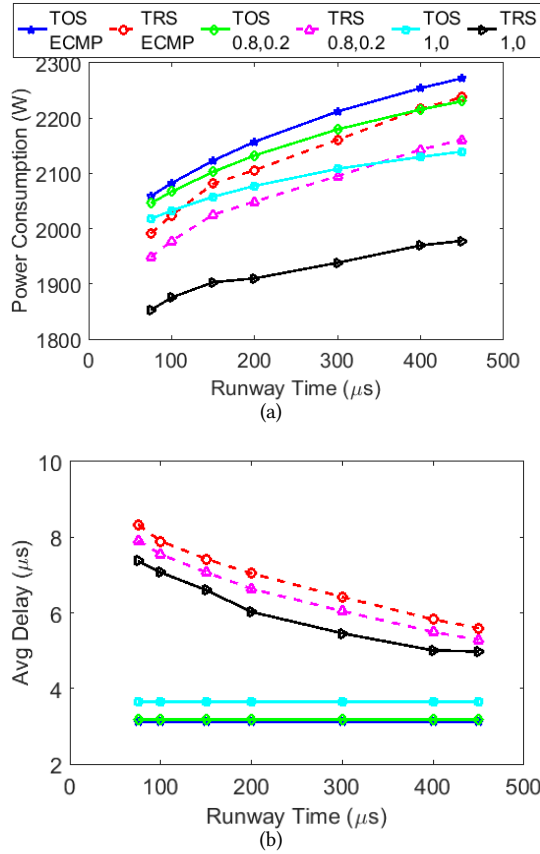 TOS TRS TOS TRS TOS TRS
ECMP ECMP 0.8,0.2 0.8,0.2 1,0 1,0
2300
2200
2100
2000
1900
1800
Power Consumption (W)
0 100 200 300 400 500
Runway Time (μs)
(a)
10
8
6
4
2
Avg Delay (μs)
0 100 200 300 400 500
Runway Time (μs)
(b)